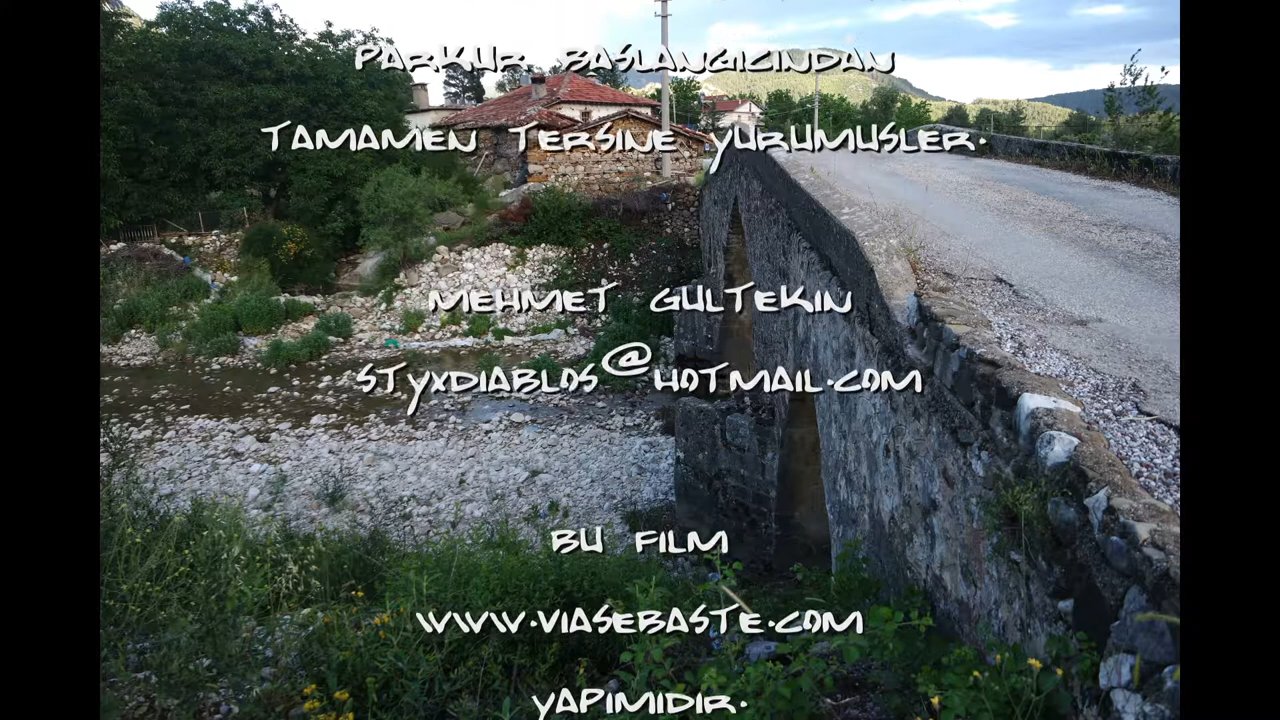 PARKUR BASLANGICINDAN
TAMAMEN TERSINE YURUMUSLER.
MEHMET GULTEKIN
STYXDIABLOS@HOTMAIL.COM
BU FILM
WWW.VIASEBASTE.COM
YAPIMIDIR.